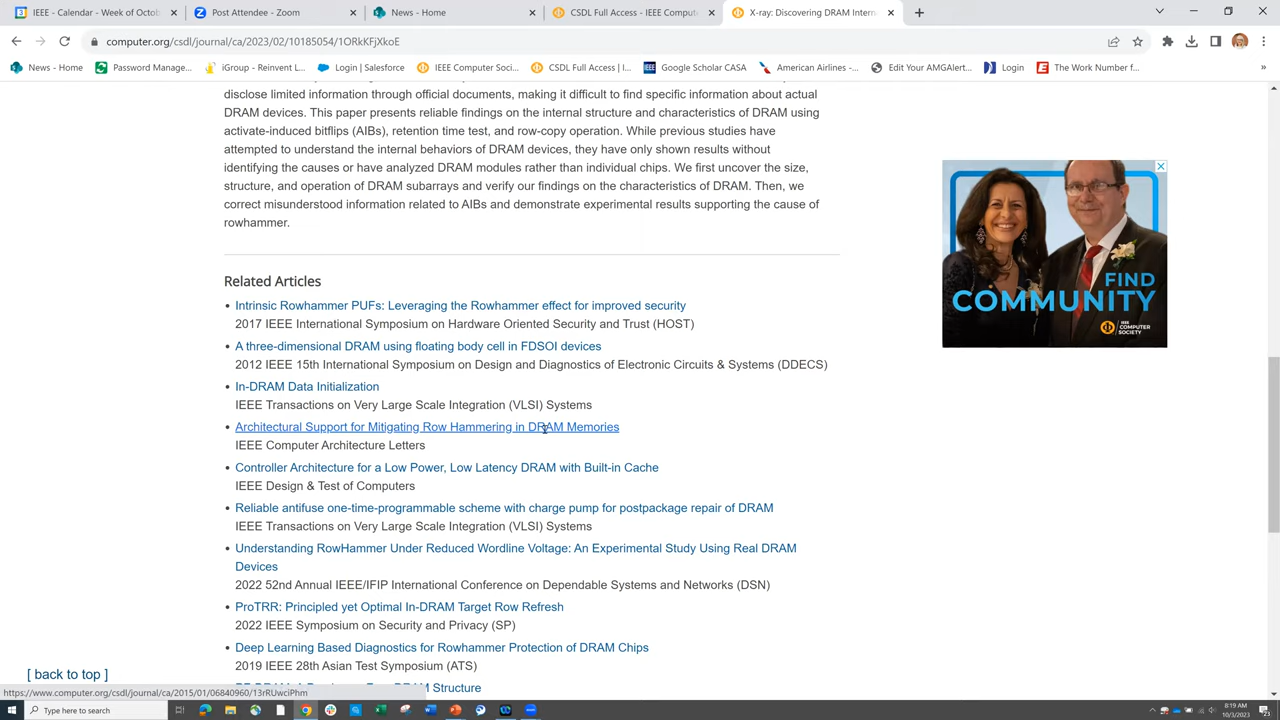 IEEE - Calendar - Week of Octob
Post Attendee - Zoom
News - Home
CSDL Full Access - IEEE Comput
X-ray: Discovering DRAM Intern
computer.org/csdl/journal/ca/2023/02/10185054/1ORkKFjXkoE
News - Home
Password Manage...
iGroup - Reinvent L...
Login | Salesforce
IEEE Computer Soci...
CSDL Full Access | I...
Google Scholar CASA
American Airlines -...
Edit Your AMGAlert...
Login
The Work Number f...
disclose limited information through official documents, making it difficult to find specific information about actual
DRAM devices. This paper presents reliable findings on the internal structure and characteristics of DRAM using
activate-induced bitflips (AIBs), retention time test, and row-copy operation. While previous studies have
attempted to understand the internal behaviors of DRAM devices, they have only shown results without
identifying the causes or have analyzed DRAM modules rather than individual chips. We first uncover the size,
structure, and operation of DRAM subarrays and verify our findings on the characteristics of DRAM. Then, we
correct misunderstood information related to AIBs and demonstrate experimental results supporting the cause of
rowhammer.
FIND
COMMUNITY
IEEE
COMPUTER
SOCIETY
Related Articles
• Intrinsic Rowhammer PUFs: Leveraging the Rowhammer effect for improved security
2017 IEEE International Symposium on Hardware Oriented Security and Trust (HOST)
• A three-dimensional DRAM using floating body cell in FDSOI devices
2012 IEEE 15th International Symposium on Design and Diagnostics of Electronic Circuits & Systems (DDECS)
• In-DRAM Data Initialization
IEEE Transactions on Very Large Scale Integration (VLSI) Systems
• Architectural Support for Mitigating Row Hammering in DRAM Memories
IEEE Computer Architecture Letters
• Controller Architecture for a Low Power, Low Latency DRAM with Built-in Cache
IEEE Design & Test of Computers
• Reliable antifuse one-time-programmable scheme with charge pump for postpackage repair of DRAM
IEEE Transactions on Very Large Scale Integration (VLSI) Systems
• Understanding RowHammer Under Reduced Wordline Voltage: An Experimental Study Using Real DRAM
Devices
2022 52nd Annual IEEE/IFIP International Conference on Dependable Systems and Networks (DSN)
• ProTRR: Principled yet Optimal In-DRAM Target Row Refresh
2022 IEEE Symposium on Security and Privacy (SP)
• Deep Learning Based Diagnostics for Rowhammer Protection of DRAM Chips
2019 IEEE 28th Asian Test Symposium (ATS)
DRAM Structure
[ back to top ]
https://www.computer.org/csdl/journal/ca/2015/01/06840960/13rRUwciPhm
Type here to search
8:19 AM
10/3/2023